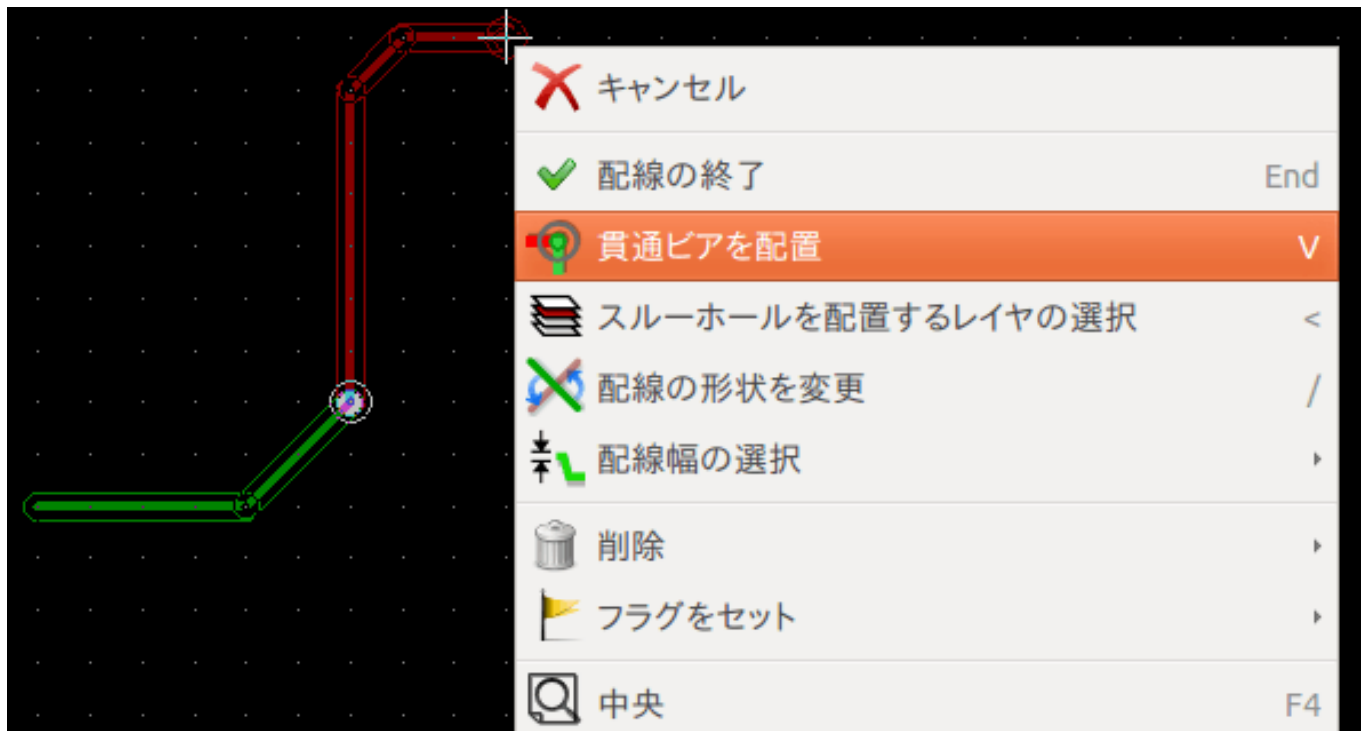 キャンセル
配線の終了 End
貫通ビアを配置 V
スルーホールを配置するレイヤの選択 <
配線の形状を変更 /
配線幅の選択
削除
フラグをセット
中央 F4